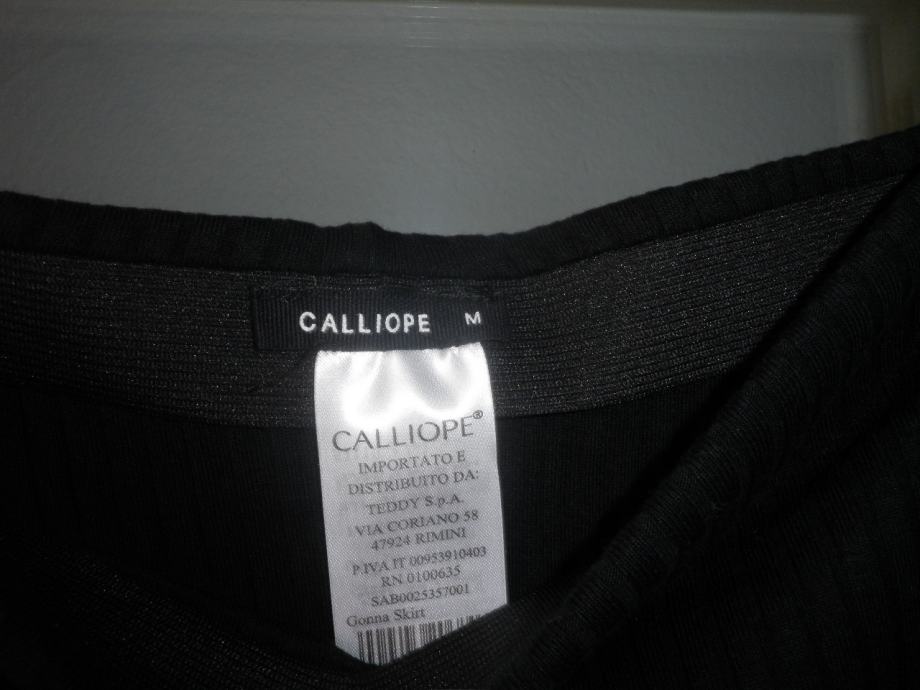 CALLIOPE M
CALLIOPE®
IMPORTATO E
DISTRIBUITO DA:
TEDDY S.p.A.
VIA CORIANO 58
47924 RIMINI
P.IVA IT 00953910403
RN 0100635
SAB0025357001
Gonna Skirt